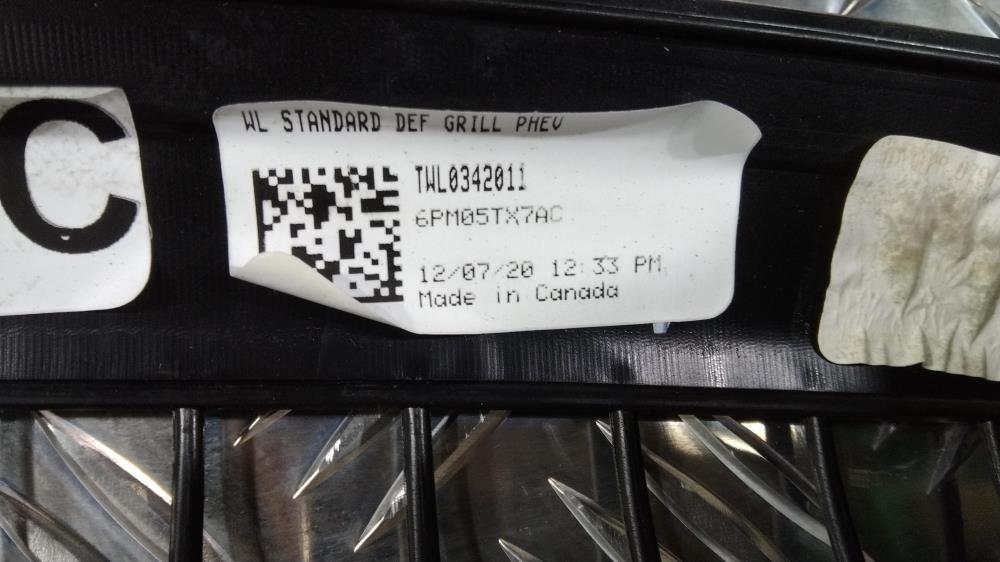 C
WL STANDARD DEF GRILL PHEV
TWL0342011
6PM05TX7AC
12/07/20 12:33 PM
Made in Canada